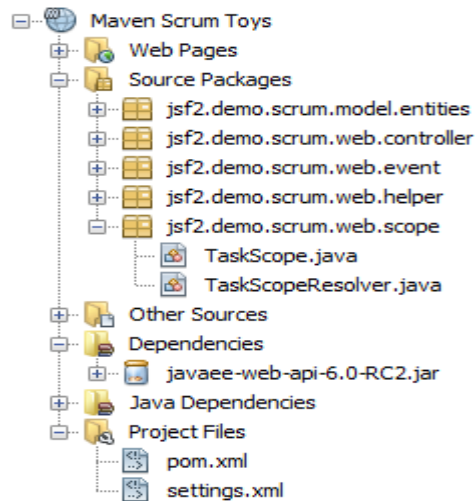 Maven Scrum Toys
Web Pages
Source Packages
jsf2.demo.scrum.model.entities
jsf2.demo.scrum.web.controller
jsf2.demo.scrum.web.event
jsf2.demo.scrum.web.helper
jsf2.demo.scrum.web.scope
TaskScope.java
TaskScopeResolver.java
Other Sources
Dependencies
javaee-web-api-6.0-RC2.jar
Java Dependencies
Project Files
pom.xml
settings.xml